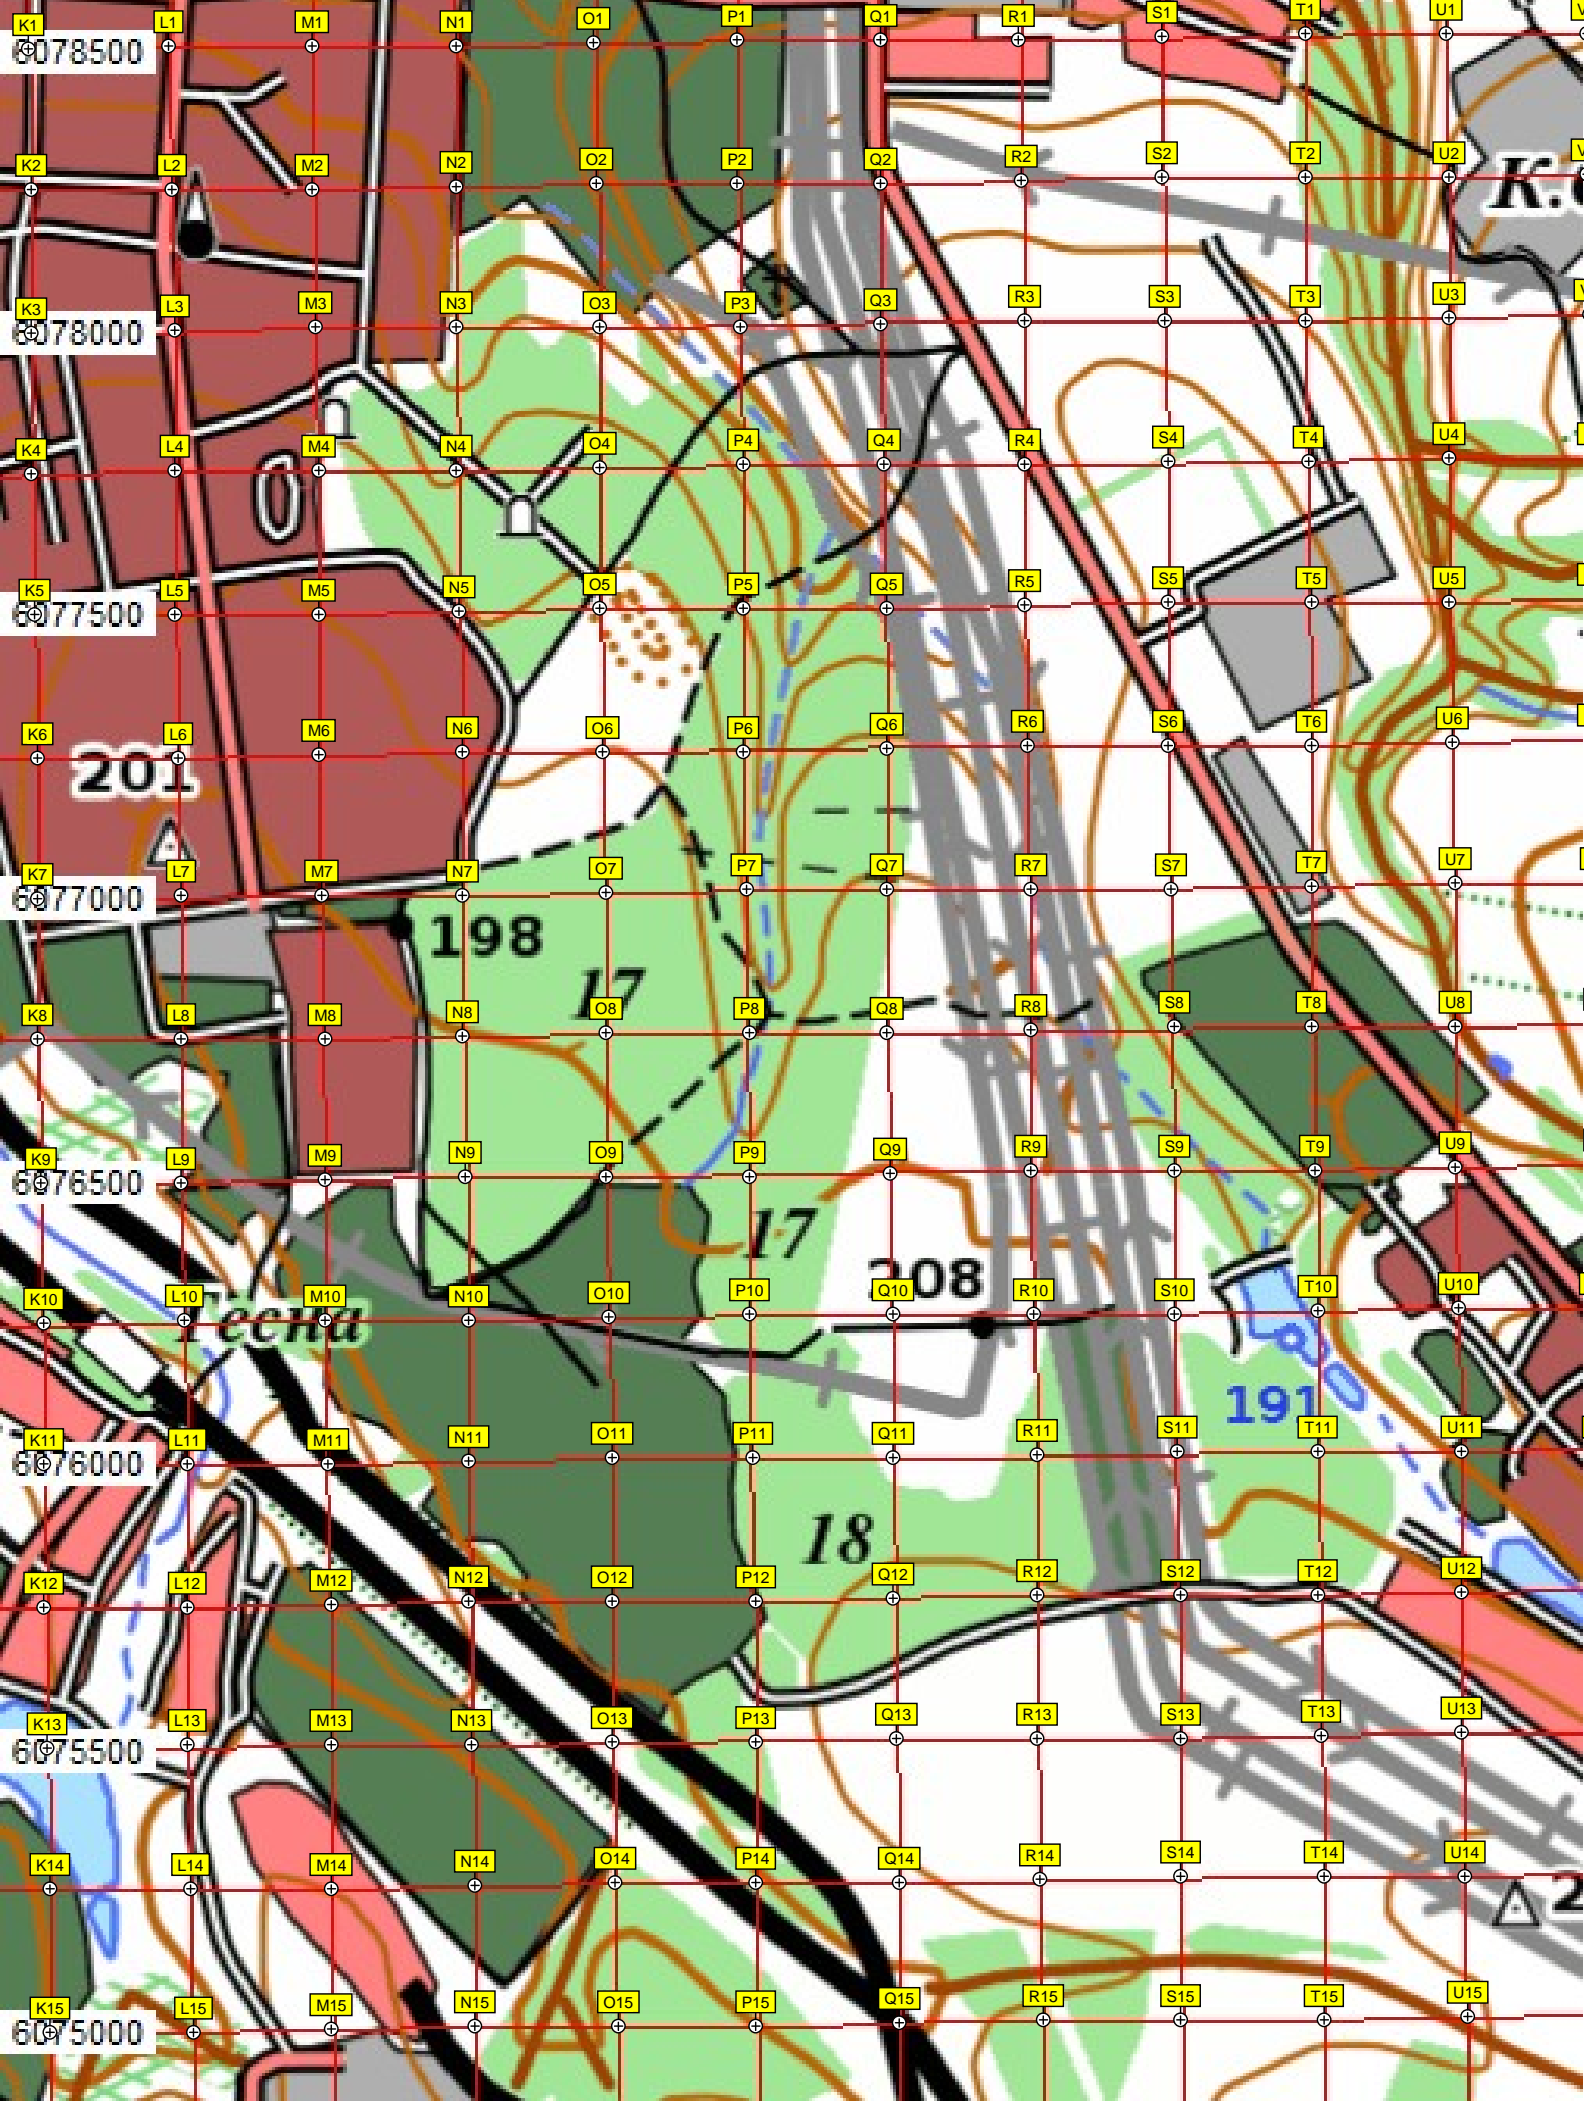 K1 L1 M1 N1 O1 P1 Q1 R1 S1 T1 U1
6078500
K2 L2 M2 N2 O2 P2 Q2 R2 S2 T2 U2
K3 L3 M3 N3 O3 P3 Q3 R3 S3 T3 U3
6078000
K4 L4 M4 N4 O4 P4 Q4 R4 S4 T4 U4
K5 L5 M5 N5 O5 P5 Q5 R5 S5 T5 U5
6077500
K6 L6 M6 N6 O6 P6 Q6 R6 S6 T6 U6
201
K7 L7 M7 N7 O7 P7 Q7 R7 S7 T7 U7
6077000
198
17
K8 L8 M8 N8 O8 P8 Q8 R8 S8 T8 U8
K9 L9 M9 N9 O9 P9 Q9 R9 S9 T9 U9
6076500
17
208
K10 L10 M10 N10 O10 P10 Q10 R10 S10 T10 U10
191
K11 L11 M11 N11 O11 P11 Q11 R11 S11 T11 U11
6076000
18
K12 L12 M12 N12 O12 P12 Q12 R12 S12 T12 U12
K13 L13 M13 N13 O13 P13 Q13 R13 S13 T13 U13
6075500
K14 L14 M14 N14 O14 P14 Q14 R14 S14 T14 U14
K15 L15 M15 N15 O15 P15 Q15 R15 S15 T15 U15
6075000